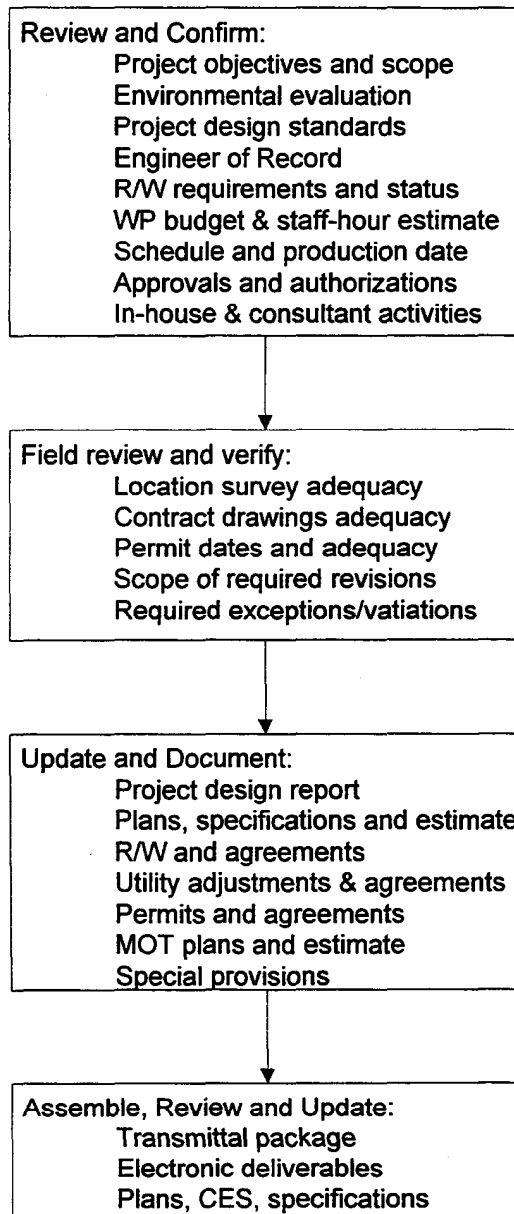 Review and Confirm:
Project objectives and scope
Environmental evaluation
Project design standards
Engineer of Record
R/W requirements and status
WP budget & staff-hour estimate
Schedule and production date
Approvals and authorizations
In-house & consultant activities
Field review and verify:
Location survey adequacy
Contract drawings adequacy
Permit dates and adequacy
Scope of required revisions
Required exceptions/vatiations
Update and Document:
Project design report
Plans, specifications and estimate
R/W and agreements
Utility adjustments & agreements
Permits and agreements
MOT plans and estimate
Special provisions
Assemble, Review and Update:
Transmittal package
Electronic deliverables
Plans, CES, specifications